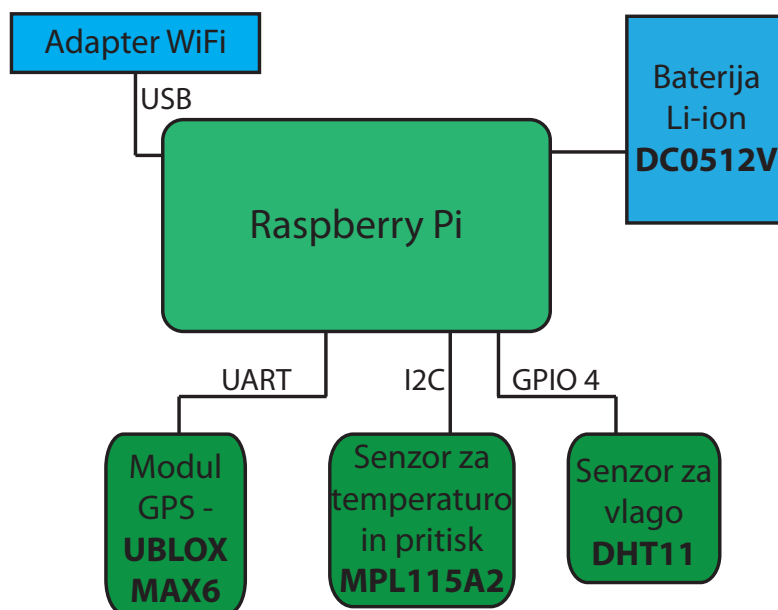 Adapter WiFi
USB
Baterija
Li-ion
DC0512V
Raspberry Pi
UART
I2C
GPIO 4
Modul
GPS -
UBLOX
MAX6
Senzor za
temperaturo
in pritisk
MPL115A2
Senzor za
vlago
DHT11